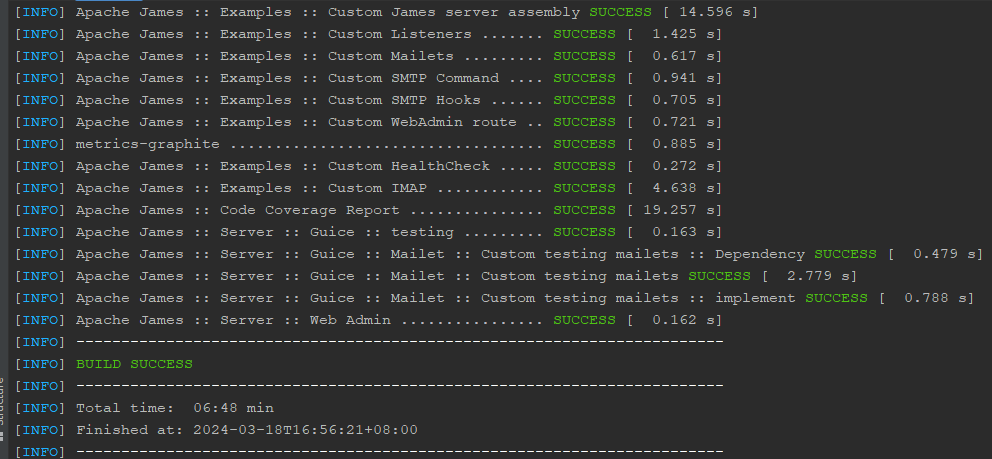 [INFO] Apache James :: Examples :: Custom James server assembly SUCCESS [ 14.596 s]
[INFO] Apache James :: Examples :: Custom Listeners ....... SUCCESS [  1.425 s]
[INFO] Apache James :: Examples :: Custom Mailets ......... SUCCESS [  0.617 s]
[INFO] Apache James :: Examples :: Custom SMTP Command .... SUCCESS [  0.941 s]
[INFO] Apache James :: Examples :: Custom SMTP Hooks ...... SUCCESS [  0.705 s]
[INFO] Apache James :: Examples :: Custom WebAdmin route .. SUCCESS [  0.721 s]
[INFO] metrics-graphite ................................... SUCCESS [  0.885 s]
[INFO] Apache James :: Examples :: Custom HealthCheck ..... SUCCESS [  0.272 s]
[INFO] Apache James :: Examples :: Custom IMAP ............ SUCCESS [  4.638 s]
[INFO] Apache James :: Code Coverage Report ............... SUCCESS [ 19.257 s]
[INFO] Apache James :: Server :: Guice :: testing ......... SUCCESS [  0.163 s]
[INFO] Apache James :: Server :: Guice :: Mailet :: Custom testing mailets :: Dependency SUCCESS [  0.479 s]
[INFO] Apache James :: Server :: Guice :: Mailet :: Custom testing mailets SUCCESS [  2.779 s]
[INFO] Apache James :: Server :: Guice :: Mailet :: Custom testing mailets :: implement SUCCESS [  0.788 s]
[INFO] Apache James :: Server :: Web Admin ................ SUCCESS [  0.162 s]
[INFO] ------------------------------------------------------------------------
[INFO] BUILD SUCCESS
[INFO] ------------------------------------------------------------------------
[INFO] Total time:  06:48 min
[INFO] Finished at: 2024-03-18T16:56:21+08:00
[INFO] ------------------------------------------------------------------------